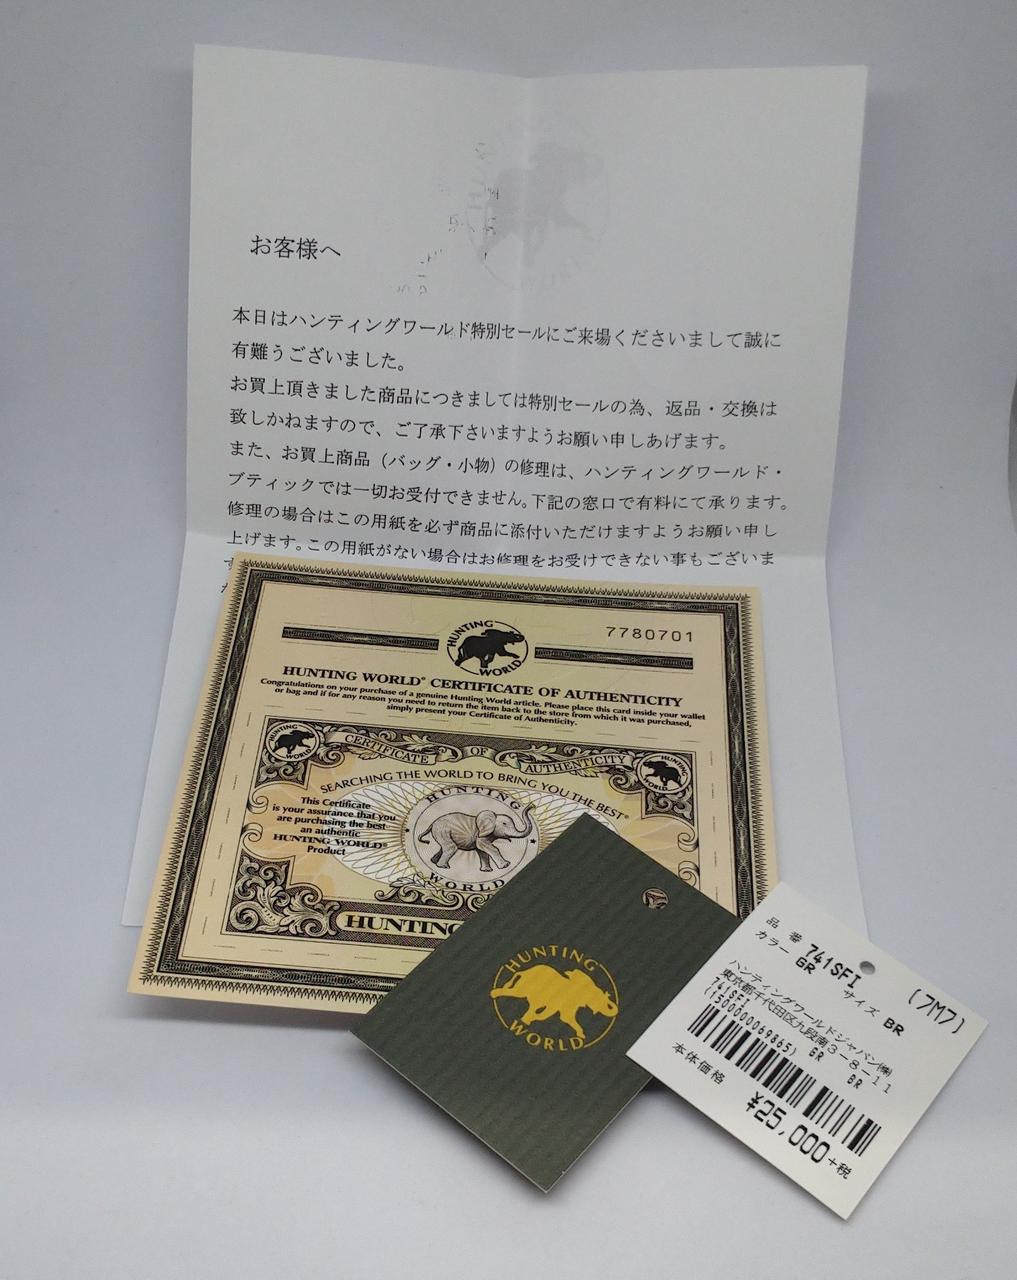 お客様へ
本日はハンティングワールド特別セールにご来場くださいまして誠に
有難うございました。
お買上頂きました商品につきましては特別セールの為、返品・交換は
致しかねますので、ご了承下さいますようお願い申しあげます。
また、お買上商品（バッグ・小物）の修理は、ハンティングワールド・
ブティックでは一切お受付できません。下記の窓口で有料にて承ります。
修理の場合はこの用紙を必ず商品に添付いただけますようお願い申し
上げます。この用紙がない場合はお修理をお受けできない事もございま
HUNTING WORLD
7780701
HUNTING WORLD® CERTIFICATE OF AUTHENTICITY
Congratulations on your purchase of a genuine Hunting World article. Please place this card inside your wallet
or bag and if for any reason you need to return the item back to the store from which it was purchased,
simply present your Certificate of Authenticity.
HUNTING WORLD
CERTIFICATE OF AUTHENTICITY
HUNTING WORLD
SEARCHING THE WORLD TO BRING YOU THE BEST®
This Certificate
is your assurance that you
are purchasing the best
an authentic
HUNTING WORLD®
Product
HUNTING WORLD
HUNTING
HUNTING WORLD
品番 741SFI (7M7)
カラー GR サイズ BR
ハンティングワールドジャパン㈱
東京都千代田区九段南3-8-11
741SFI GR BR
(1500000069865)
本体価格
¥25,000+税